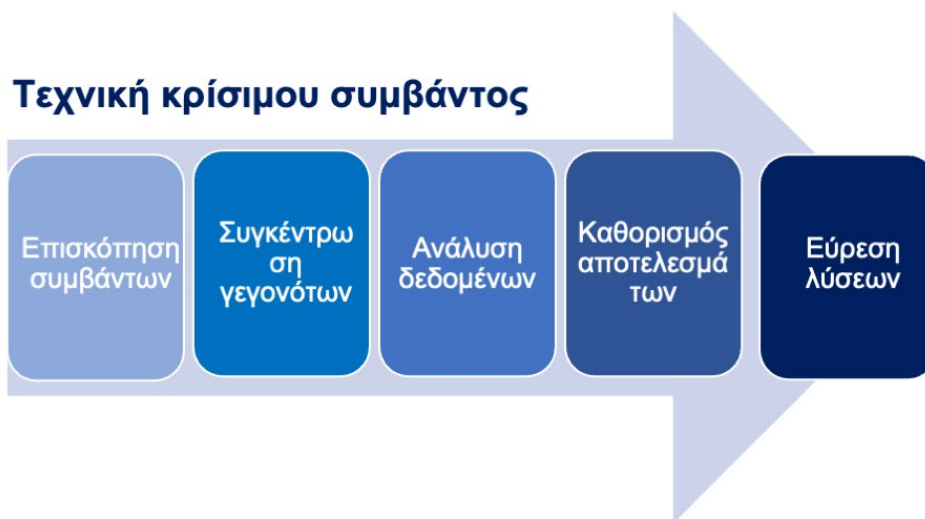 Τεχνική κρίσιμου συμβάντος
Επισκόπηση
συμβάντων
Συγκέντρω
ση
γεγονότων
Ανάλυση
δεδομένων
Καθορισμός
αποτελεσμά
των
Εύρεση
λύσεων